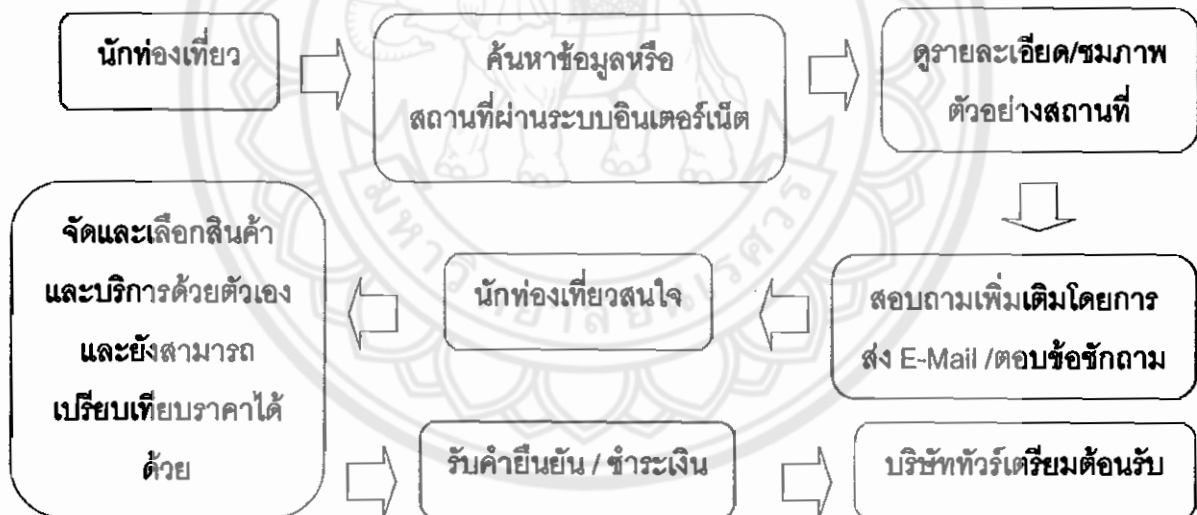 นักท่องเที่ยว
ค้นหาข้อมูลหรือ
สถานที่ผ่านระบบอินเตอร์เน็ต
ดูรายละเอียด/ชมภาพ
ตัวอย่างสถานที่
สอบถามเพิ่มเติมโดยการ
ส่ง E-Mail /ตอบข้อซักถาม
นักท่องเที่ยวสนใจ
จัดและเลือกสินค้า
และบริการด้วยตัวเอง
และยังสามารถ
เปรียบเทียบราคาได้
ด้วย
รับคำยืนยัน / ชำระเงิน
บริษัททัวร์เตรียมต้อนรับ